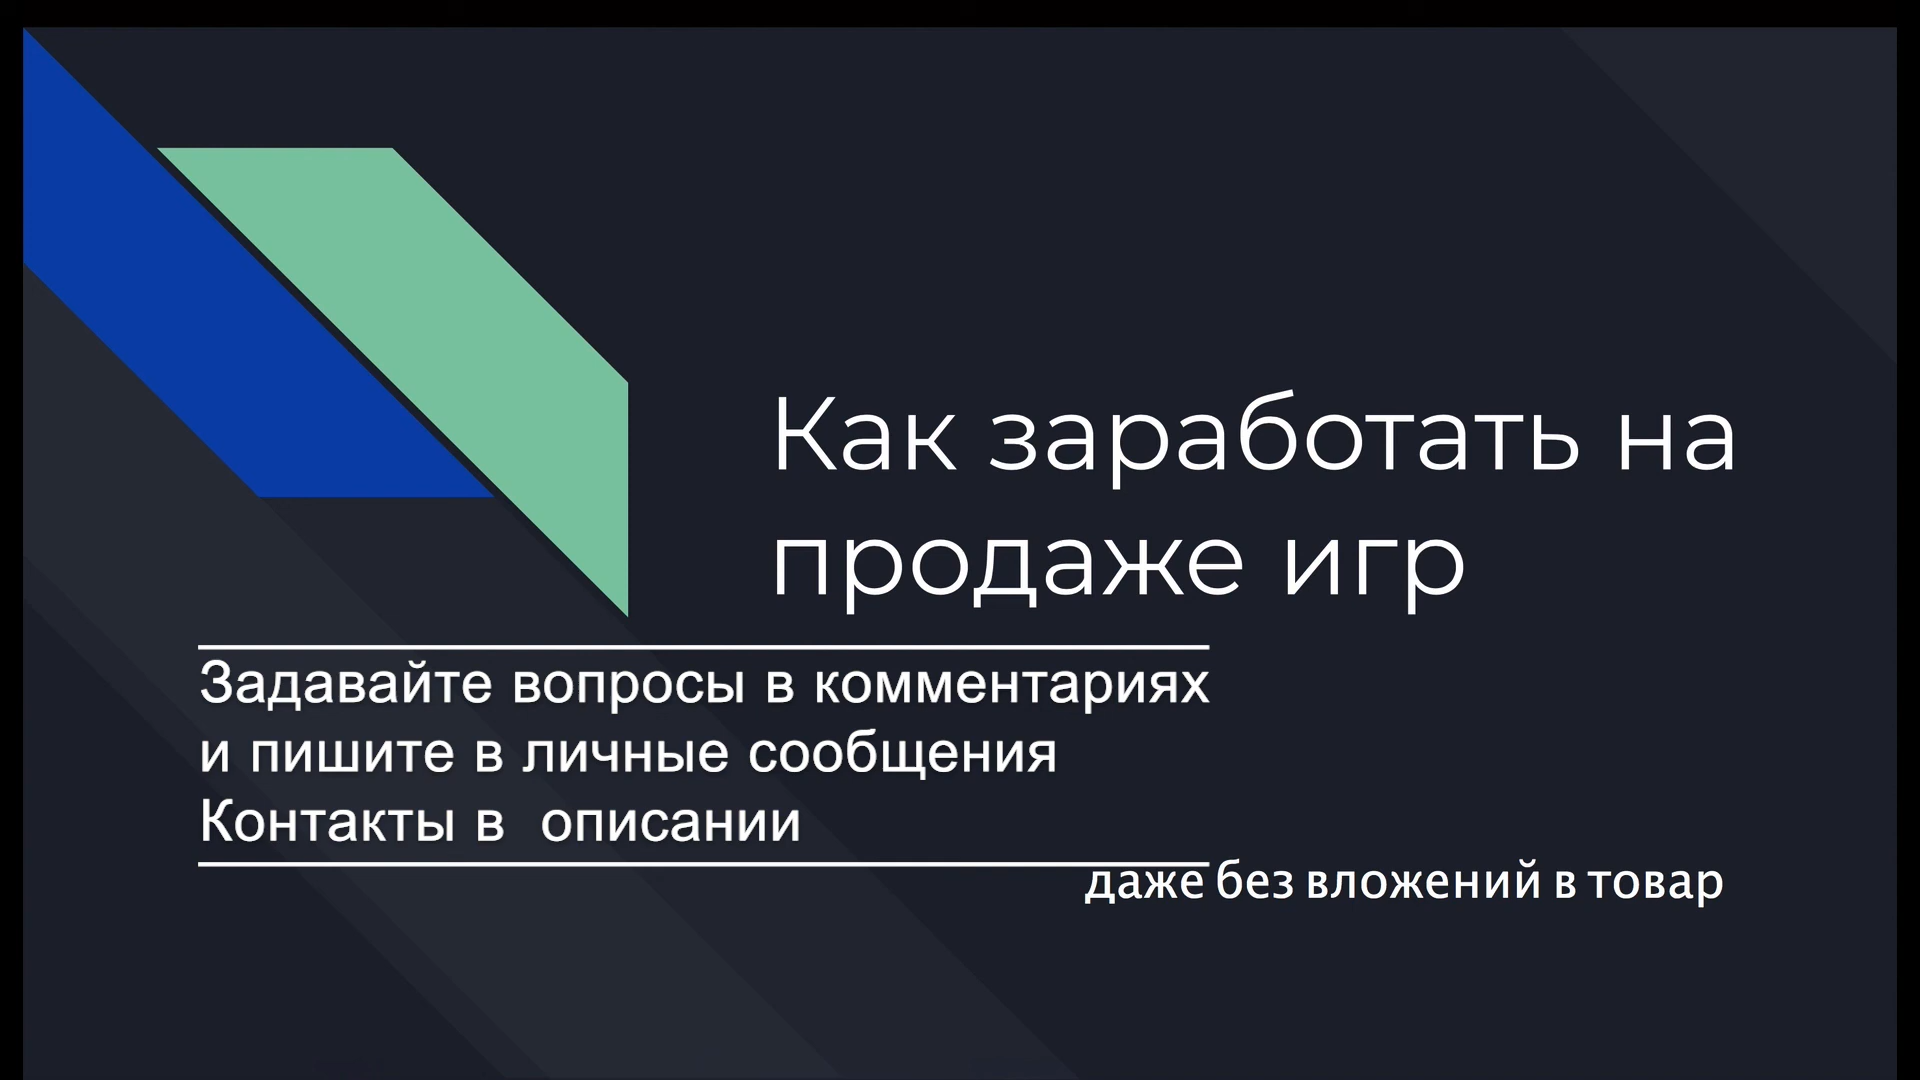 Как заработать на
продаже игр
Задавайте вопросы в комментариях
и пишите в личные сообщения
Контакты в  описании
даже без вложений в товар